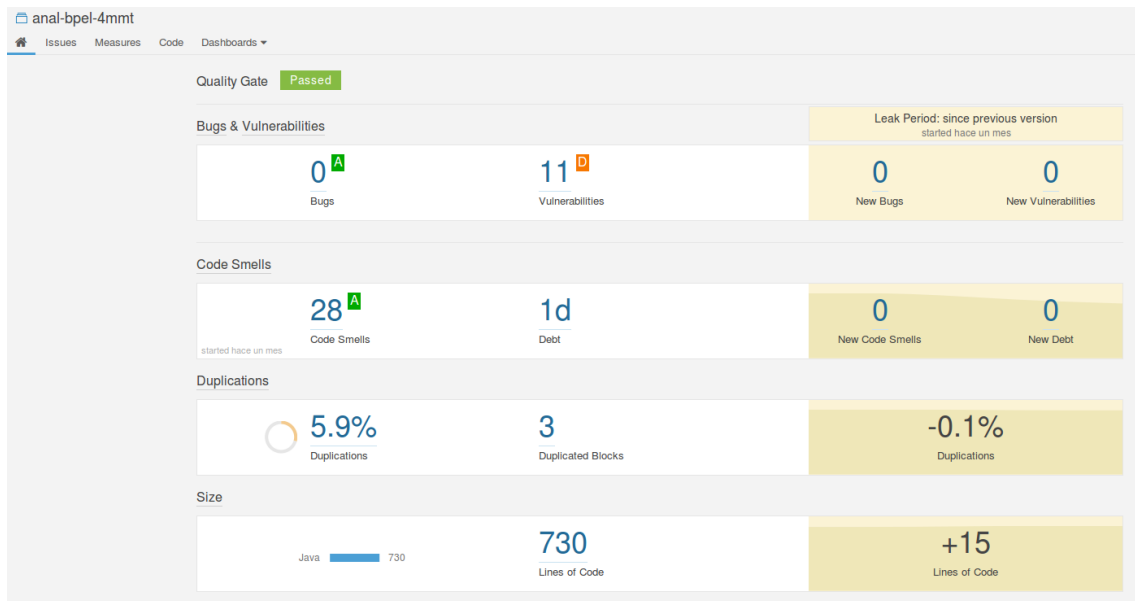 anal-bpel-4mmt
Issues Measures Code Dashboards
Quality Gate Passed
Bugs & Vulnerabilities
Leak Period: since previous version
started hace un mes
0 A
Bugs
11 D
Vulnerabilities
0
New Bugs
0
New Vulnerabilities
Code Smells
started hace un mes
28 A
Code Smells
1d
Debt
0
New Code Smells
0
New Debt
Duplications
5.9%
Duplications
3
Duplicated Blocks
-0.1%
Duplications
Size
Java 730
730
Lines of Code
+15
Lines of Code